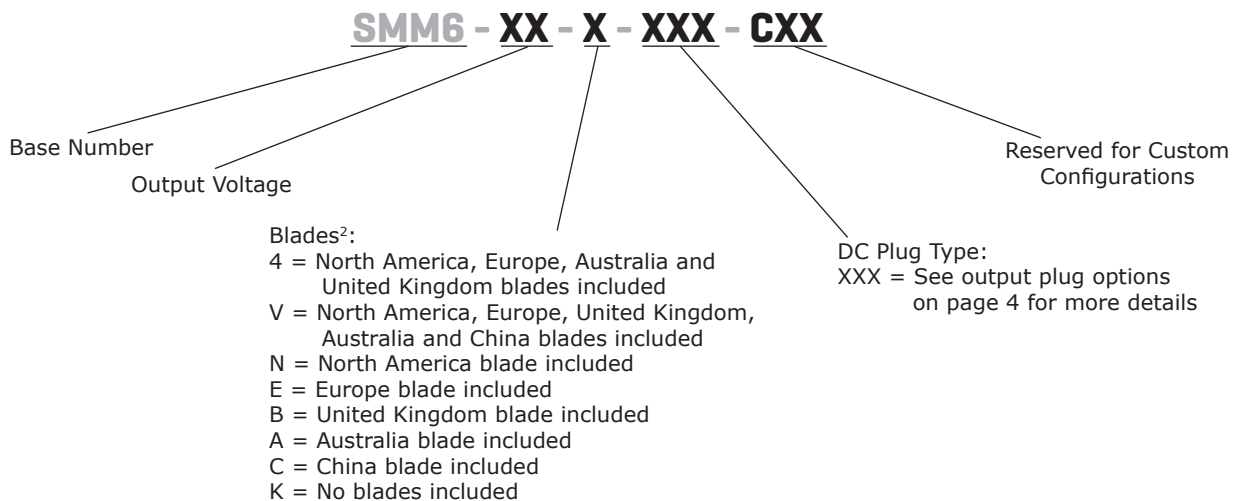 SMM6 - XX - X - XXX - CXX
Base Number
Output Voltage
Reserved for Custom
Configurations
Blades²:
4 = North America, Europe, Australia and
United Kingdom blades included
V = North America, Europe, United Kingdom,
Australia and China blades included
N = North America blade included
E = Europe blade included
B = United Kingdom blade included
A = Australia blade included
C = China blade included
K = No blades included
DC Plug Type:
XXX = See output plug options
on page 4 for more details